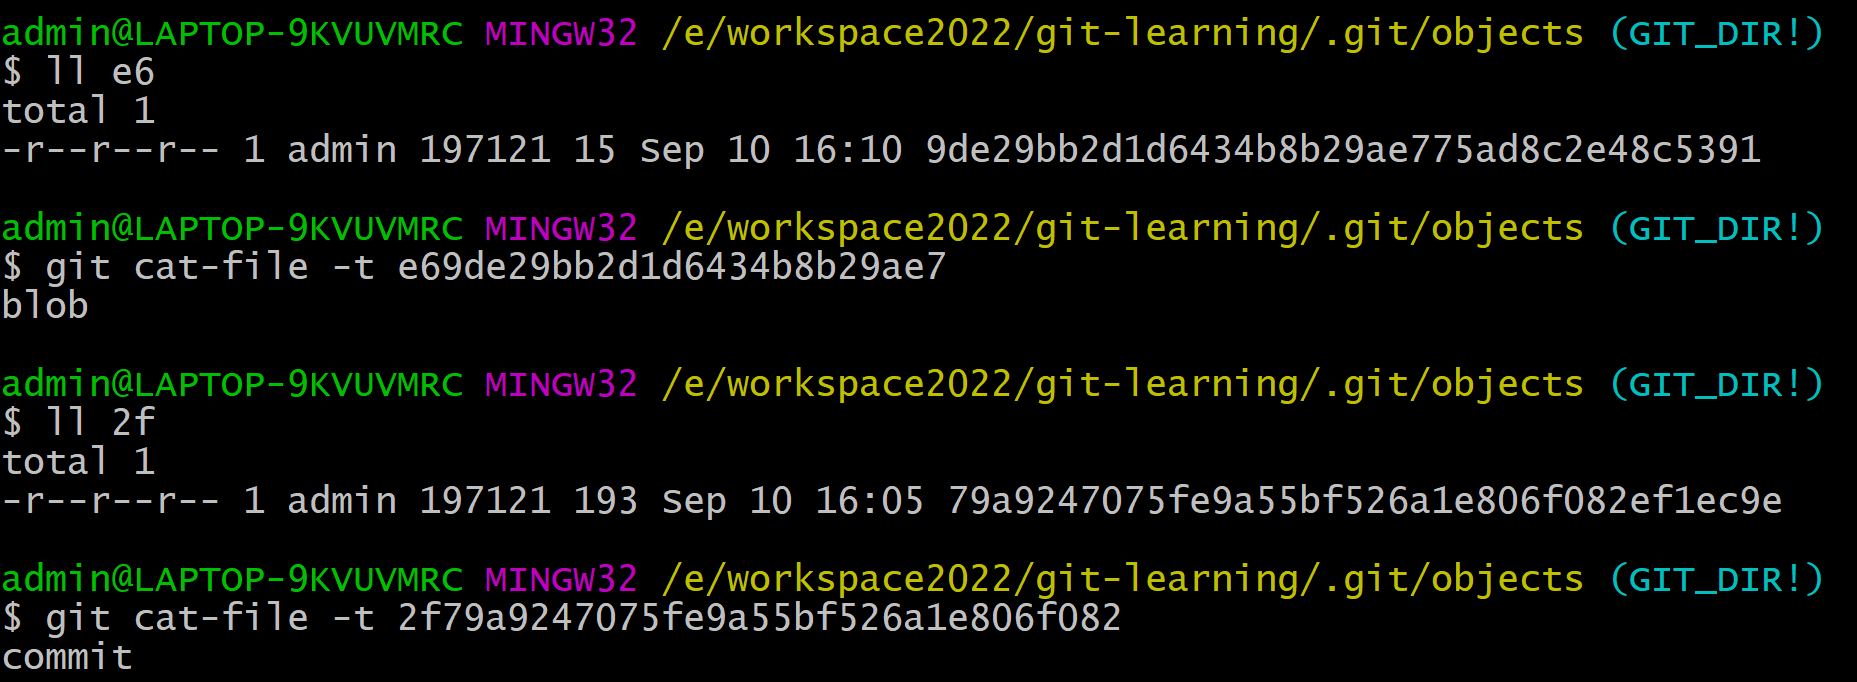 admin@LAPTOP-9KVUVMRC MINGW32 /e/workspace2022/git-learning/.git/objects (GIT_DIR!)
$ ll e6
total 1
-r--r--r-- 1 admin 197121 15 Sep 10 16:10 9de29bb2d1d6434b8b29ae775ad8c2e48c5391
admin@LAPTOP-9KVUVMRC MINGW32 /e/workspace2022/git-learning/.git/objects (GIT_DIR!)
$ git cat-file -t e69de29bb2d1d6434b8b29ae7
blob
admin@LAPTOP-9KVUVMRC MINGW32 /e/workspace2022/git-learning/.git/objects (GIT_DIR!)
$ ll 2f
total 1
-r--r--r-- 1 admin 197121 193 Sep 10 16:05 79a9247075fe9a55bf526a1e806f082ef1ec9e
admin@LAPTOP-9KVUVMRC MINGW32 /e/workspace2022/git-learning/.git/objects (GIT_DIR!)
$ git cat-file -t 2f79a9247075fe9a55bf526a1e806f082
commit